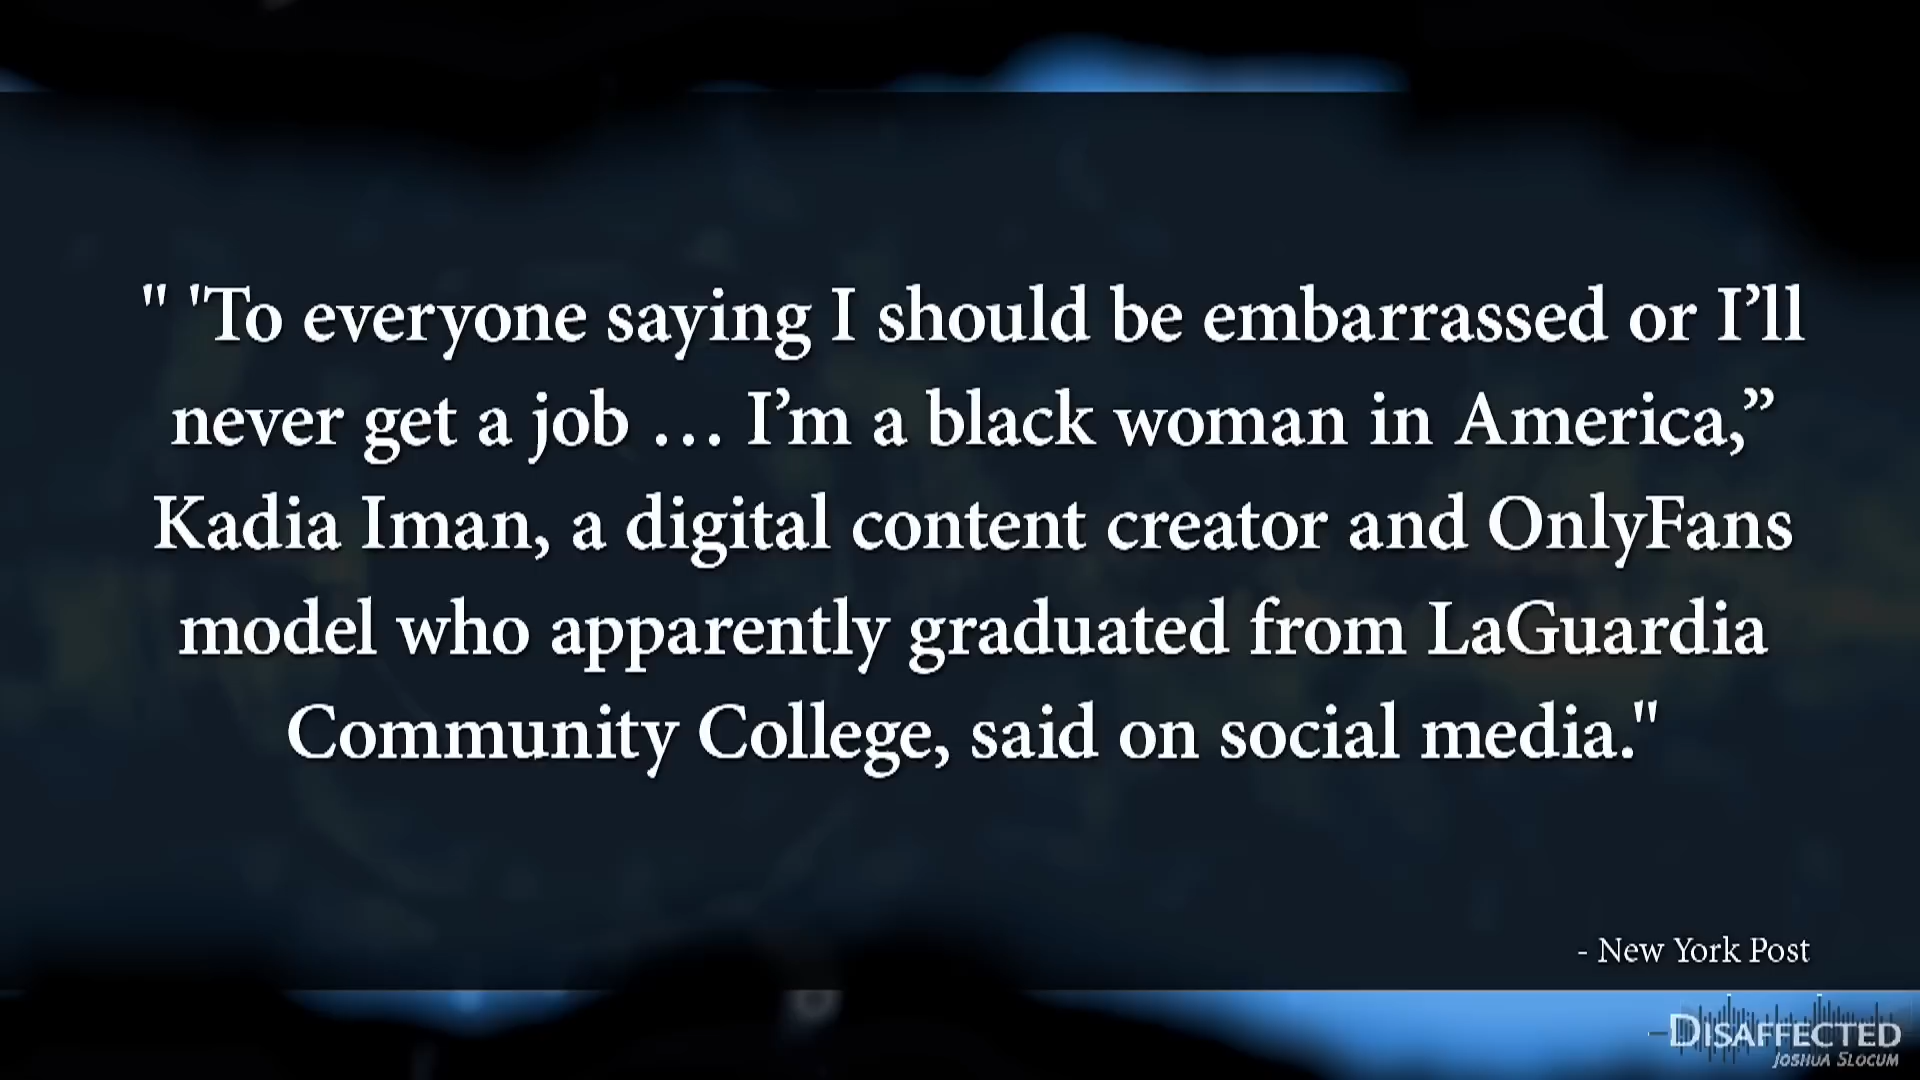 " 'To everyone saying I should be embarrassed or I’ll
never get a job … I’m a black woman in America,”
Kadia Iman, a digital content creator and OnlyFans
model who apparently graduated from LaGuardia
Community College, said on social media."
- New York Post
DISAFFECTED
JOSHUA SLOCUM